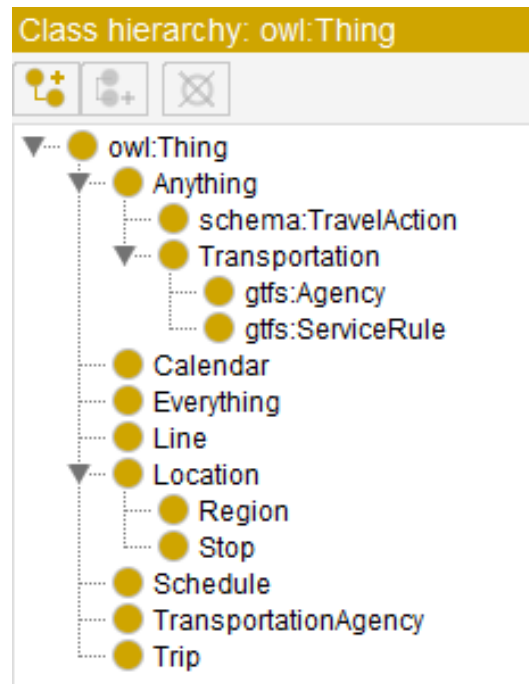 Class hierarchy: owl:Thing
owl:Thing
Anything
schema:TravelAction
Transportation
gtfs:Agency
gtfs:ServiceRule
Calendar
Everything
Line
Location
Region
Stop
Schedule
TransportationAgency
Trip